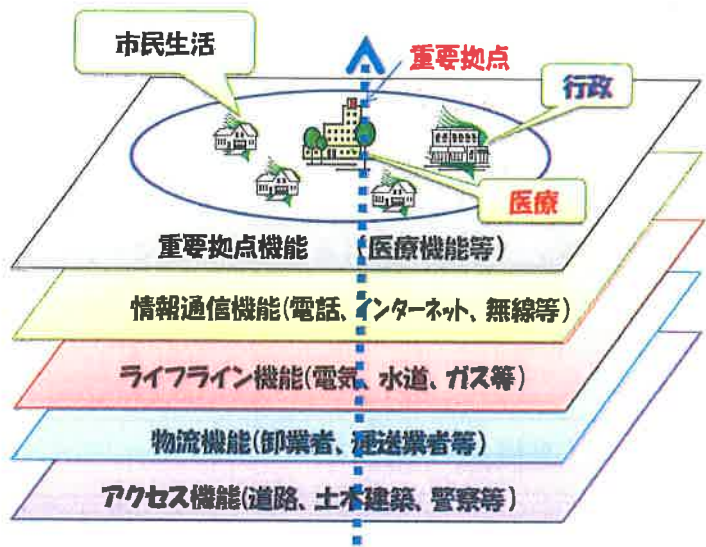 市民生活
重要拠点
行政
医療
重要拠点機能 (医療機能等)
情報通信機能(電話、インターネット、無線等)
ライフライン機能(電気、水道、ガス等)
物流機能(卸業者、運送業者等)
アクセス機能(道路、土木建築、警察等)